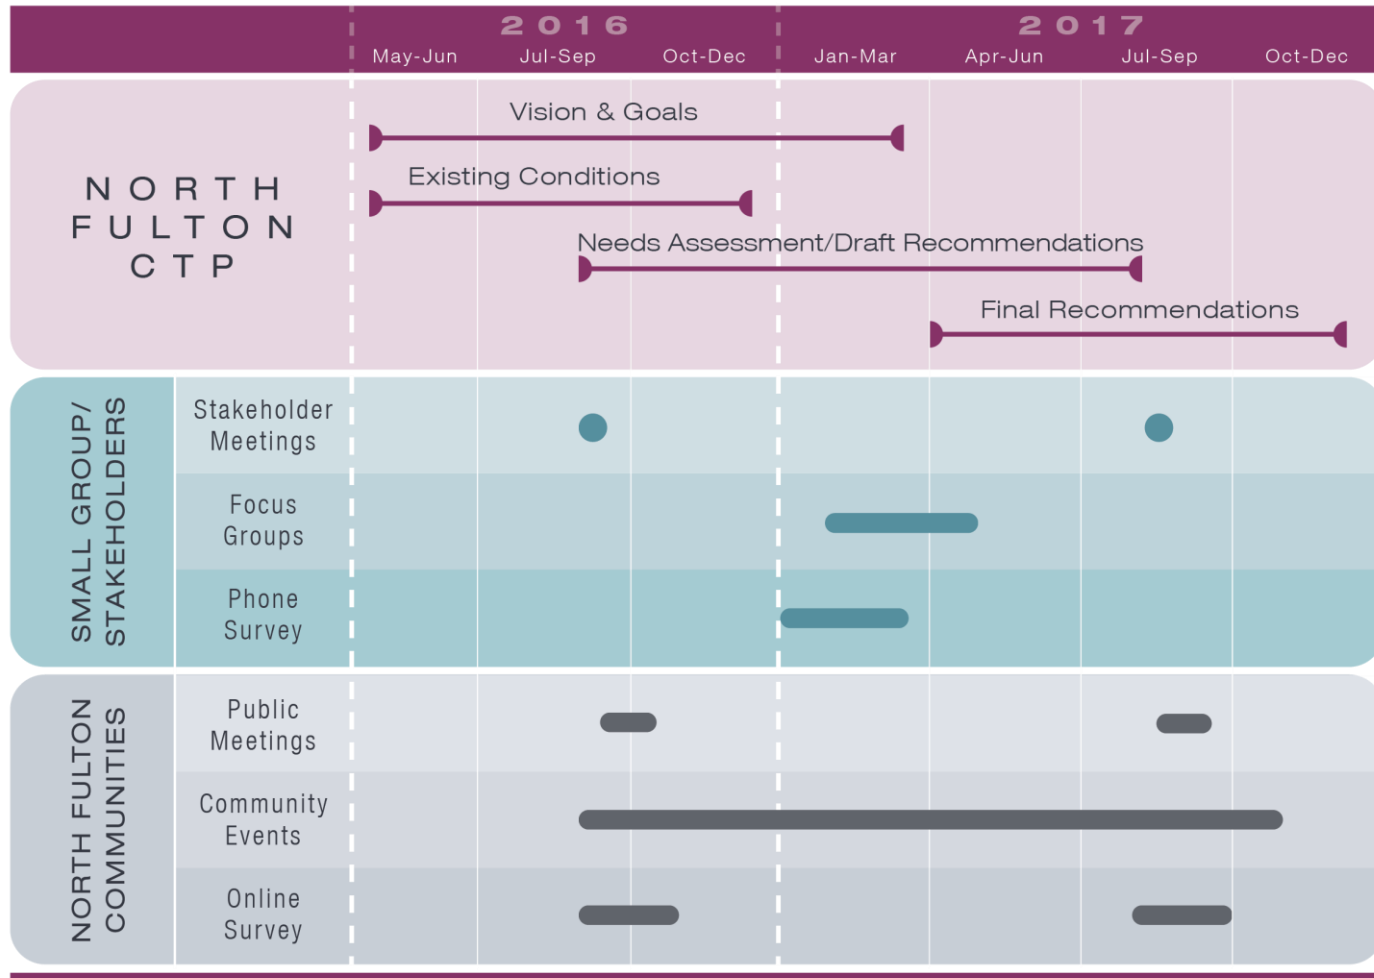 2016
2017
May-Jun
Jul-Sep
Oct-Dec
Jan-Mar
Apr-Jun
Jul-Sep
Oct-Dec
NORTH
FULTON
CTP
Vision & Goals
Existing Conditions
Needs Assessment/Draft Recommendations
Final Recommendations
SMALL GROUP/
STAKEHOLDERS
Stakeholder
Meetings
Focus
Groups
Phone
Survey
NORTH FULTON
COMMUNITIES
Public
Meetings
Community
Events
Online
Survey